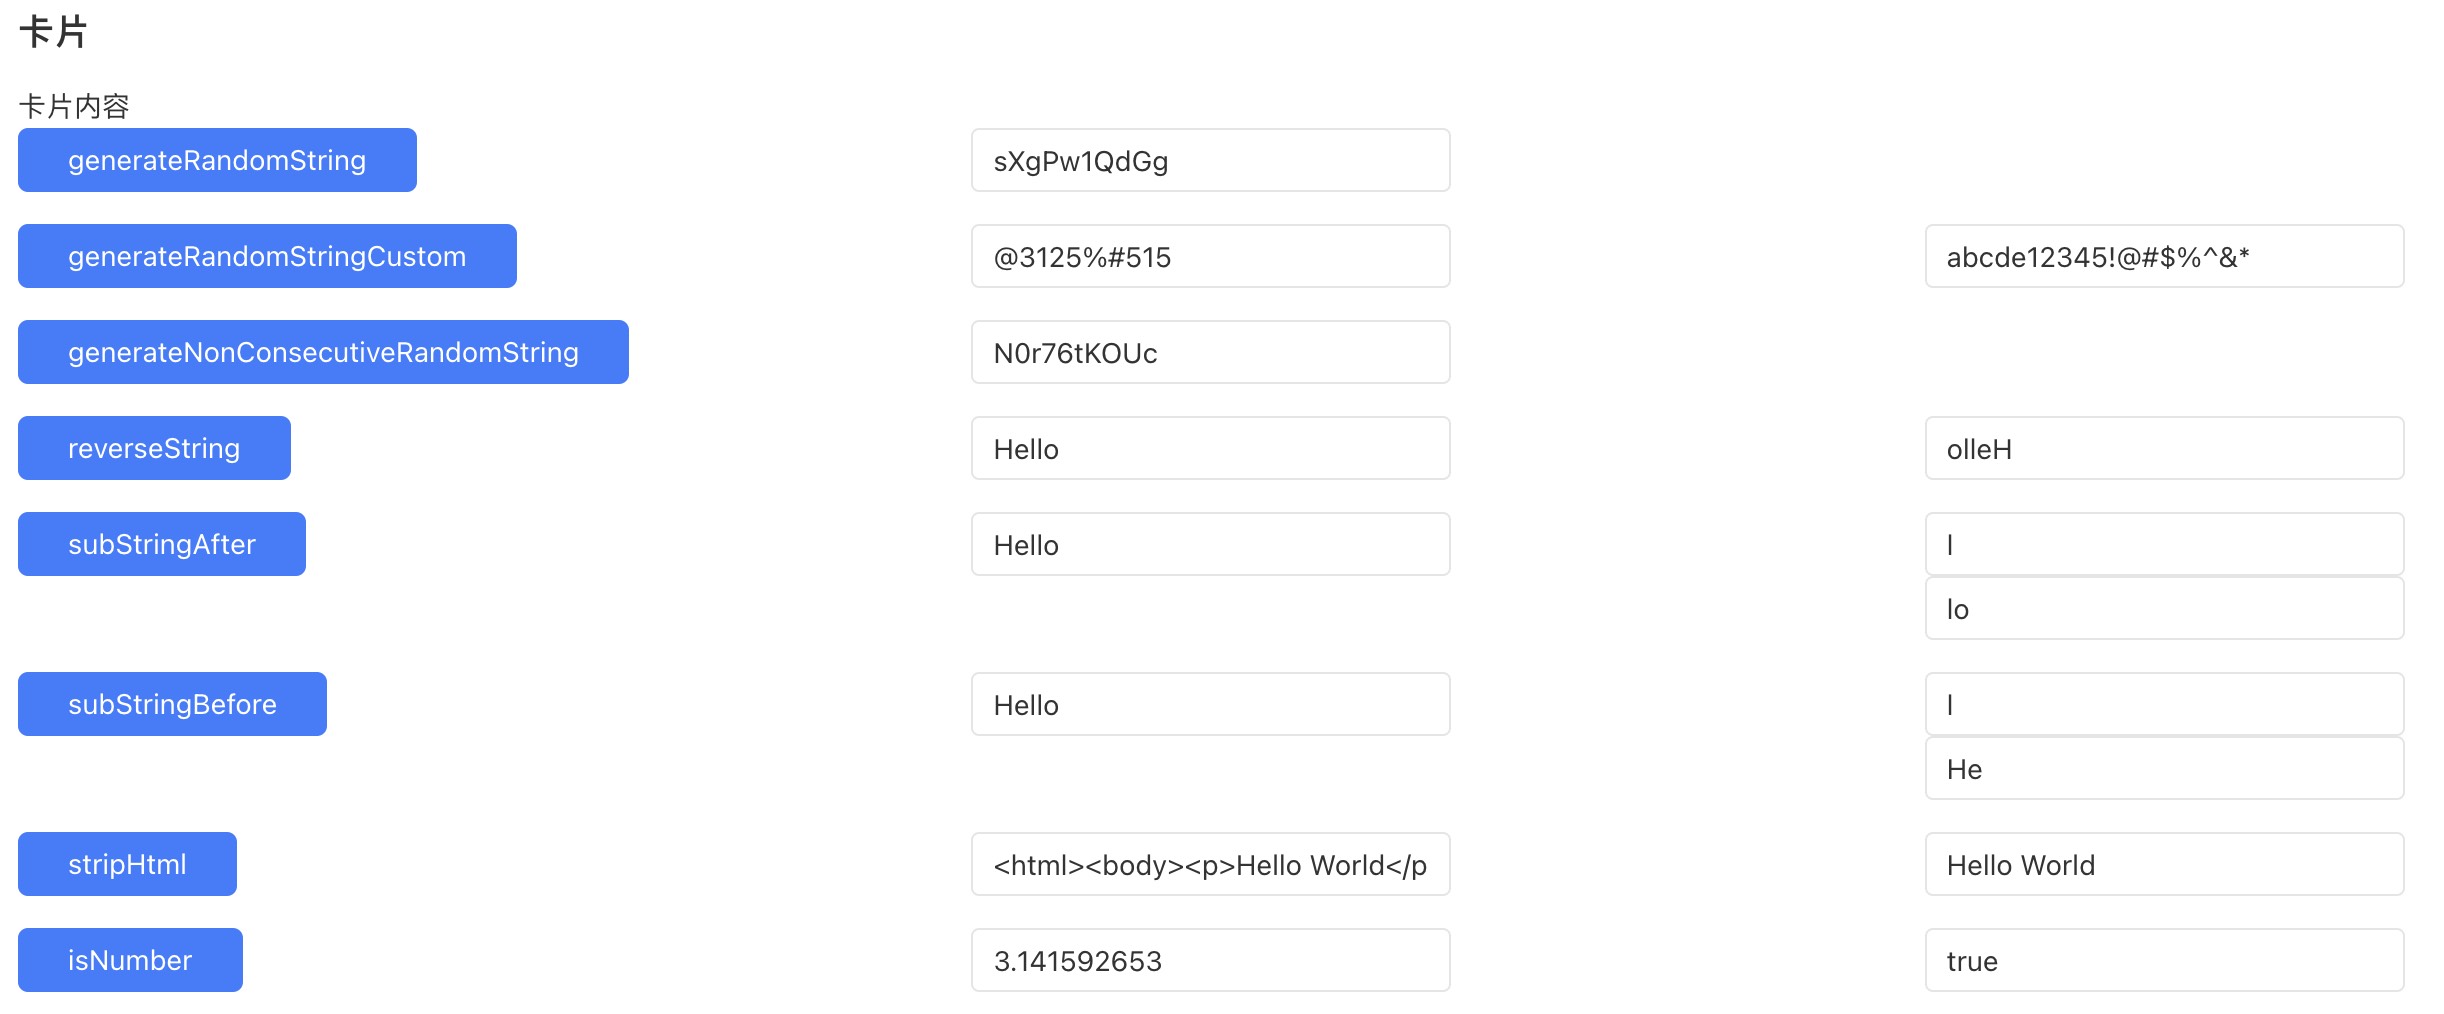 卡片
卡片内容
generateRandomString sXgPw1QdGg
generateRandomStringCustom @3125%#515 abcde12345!@#$%^&*
generateNonConsecutiveRandomString N0r76tKOUc
reverseString Hello olleH
subStringAfter Hello l
lo
subStringBefore Hello l
He
stripHtml <html><body><p>Hello World</p Hello World
isNumber 3.141592653 true